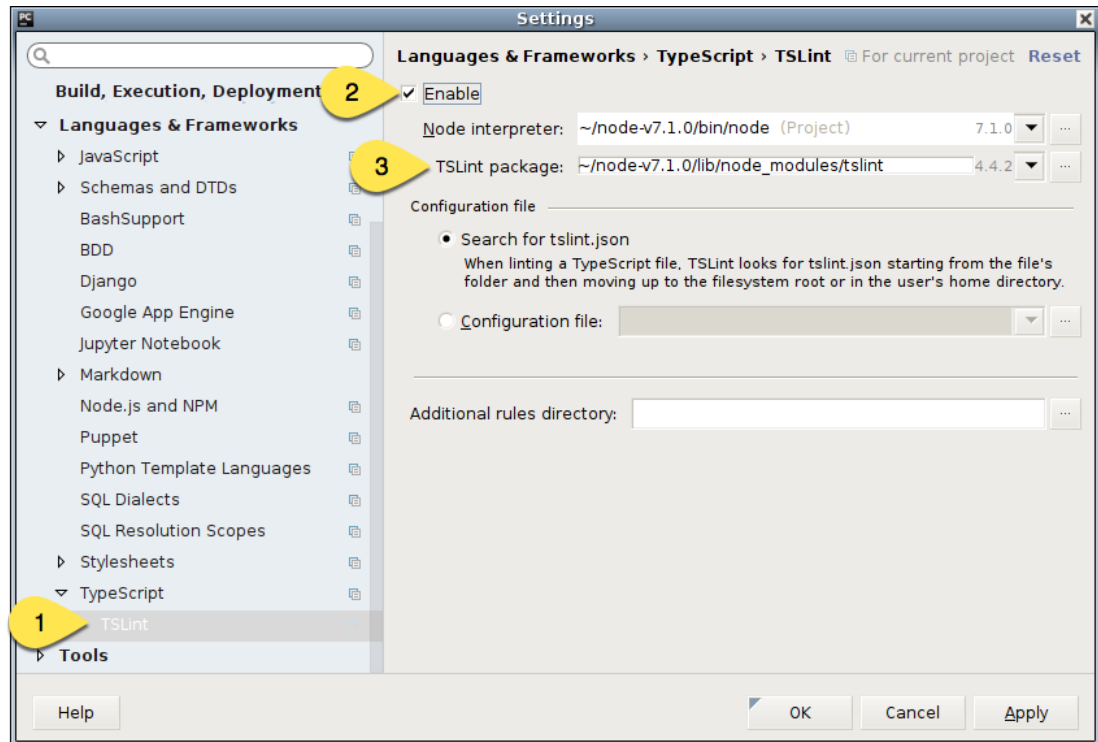 PC
Settings
Languages & Frameworks › TypeScript › TSLint For current project Reset
Build, Execution, Deployment
2
Enable
Languages & Frameworks
Node interpreter: ~/node-v7.1.0/bin/node (Project) 7.1.0 ...
JavaScript
3
TSLint package: ~/node-v7.1.0/lib/node_modules/tslint 4.4.2 ...
Schemas and DTDs
Configuration file
BashSupport
Search for tslint.json
BDD
When linting a TypeScript file, TSLint looks for tslint.json starting from the file's
folder and then moving up to the filesystem root or in the user's home directory.
Django
Google App Engine
Configuration file: ...
Jupyter Notebook
Markdown
Node.js and NPM
Additional rules directory: ...
Puppet
Python Template Languages
SQL Dialects
SQL Resolution Scopes
Stylesheets
TypeScript
1
TSLint
Tools
Help
OK
Cancel
Apply